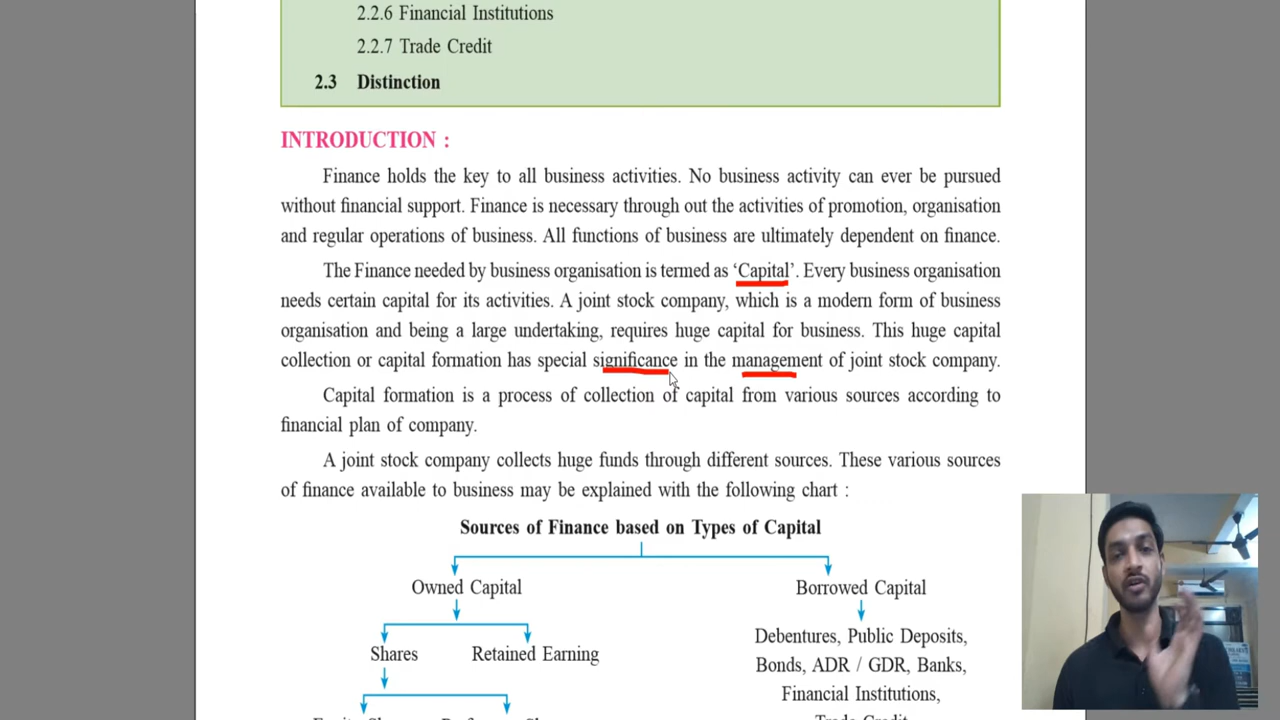 2.2.6 Financial Institutions
2.2.7 Trade Credit
2.3 Distinction
INTRODUCTION :
Finance holds the key to all business activities. No business activity can ever be pursued
without financial support. Finance is necessary through out the activities of promotion, organisation
and regular operations of business. All functions of business are ultimately dependent on finance.
The Finance needed by business organisation is termed as ‘Capital’. Every business organisation
needs certain capital for its activities. A joint stock company, which is a modern form of business
organisation and being a large undertaking, requires huge capital for business. This huge capital
collection or capital formation has special significance in the management of joint stock company.
Capital formation is a process of collection of capital from various sources according to
financial plan of company.
A joint stock company collects huge funds through different sources. These various sources
of finance available to business may be explained with the following chart :
Sources of Finance based on Types of Capital
Owned Capital
Borrowed Capital
Shares
Retained Earning
Debentures, Public Deposits,
Bonds, ADR / GDR, Banks,
Financial Institutions,
Trade Credit